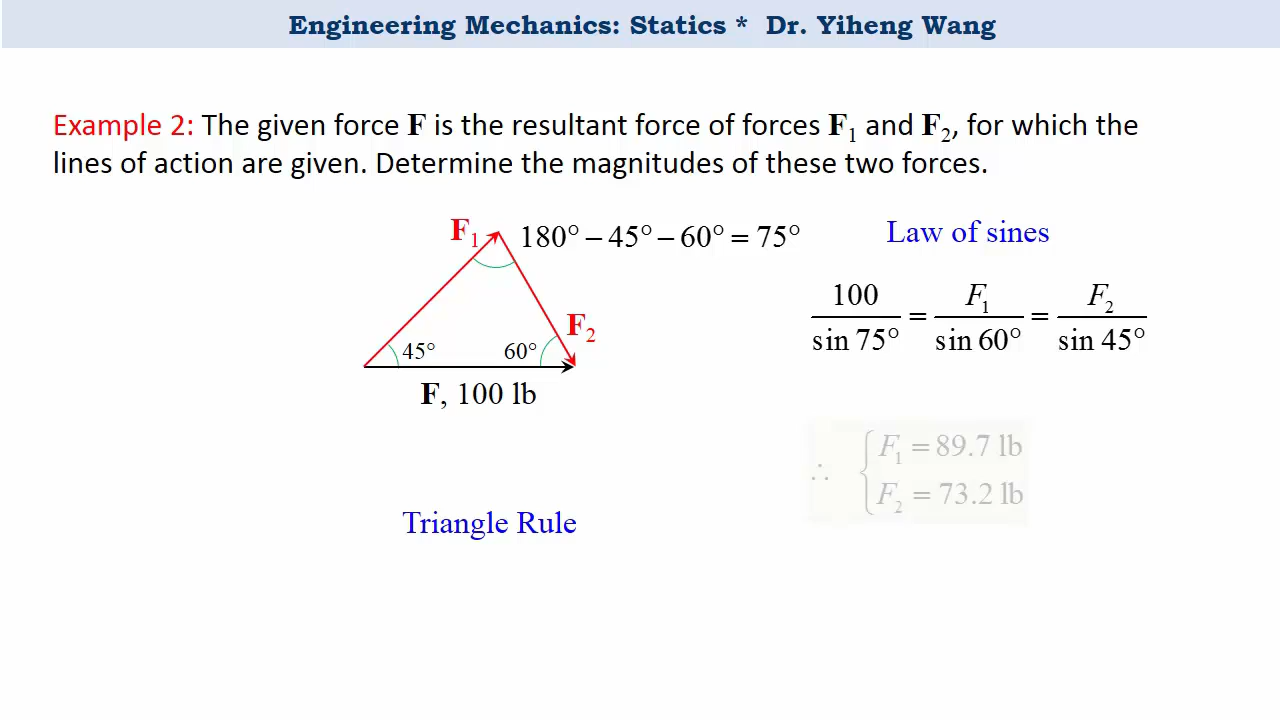 Engineering Mechanics: Statics * Dr. Yiheng Wang
Example 2: The given force F is the resultant force of forces F₁ and F₂, for which the
lines of action are given. Determine the magnitudes of these two forces.
F₁
180° − 45° − 60° = 75°
Law of sines
100 / sin 75° = F₁ / sin 60° = F₂ / sin 45°
F₂
45°
60°
F, 100 lb
∴ { F₁ = 89.7 lb
F₂ = 73.2 lb
Triangle Rule